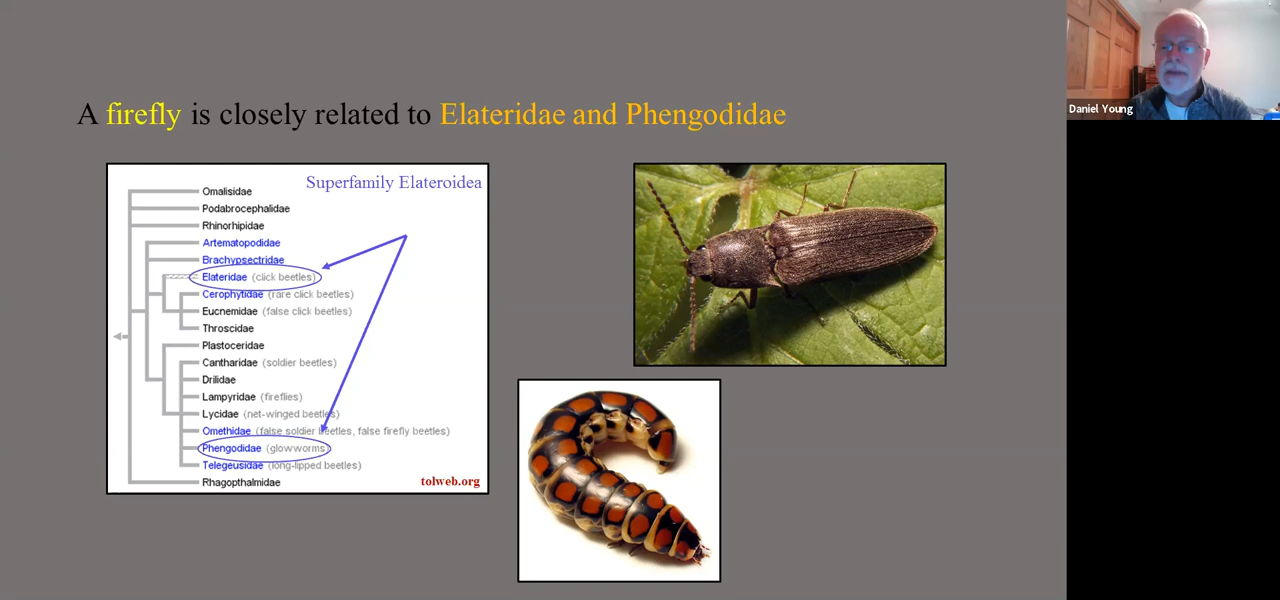 A firefly is closely related to Elateridae and Phengodidae
Superfamily Elateroidea
Omalisidae
Podabrocephalidae
Rhinorhipidae
Artematopodidae
Brachypsectridae
Elateridae (click beetles)
Cerophytidae (rare click beetles)
Eucnemidae (false click beetles)
Throscidae
Plastoceridae
Cantharidae (soldier beetles)
Drilidae
Lampyridae (fireflies)
Lycidae (net-winged beetles)
Omethidae (false soldier beetles, false firefly beetles)
Phengodidae (glowworms)
Telegeusidae (long-lipped beetles)
Rhagopthalmidae
tolweb.org
Daniel Young